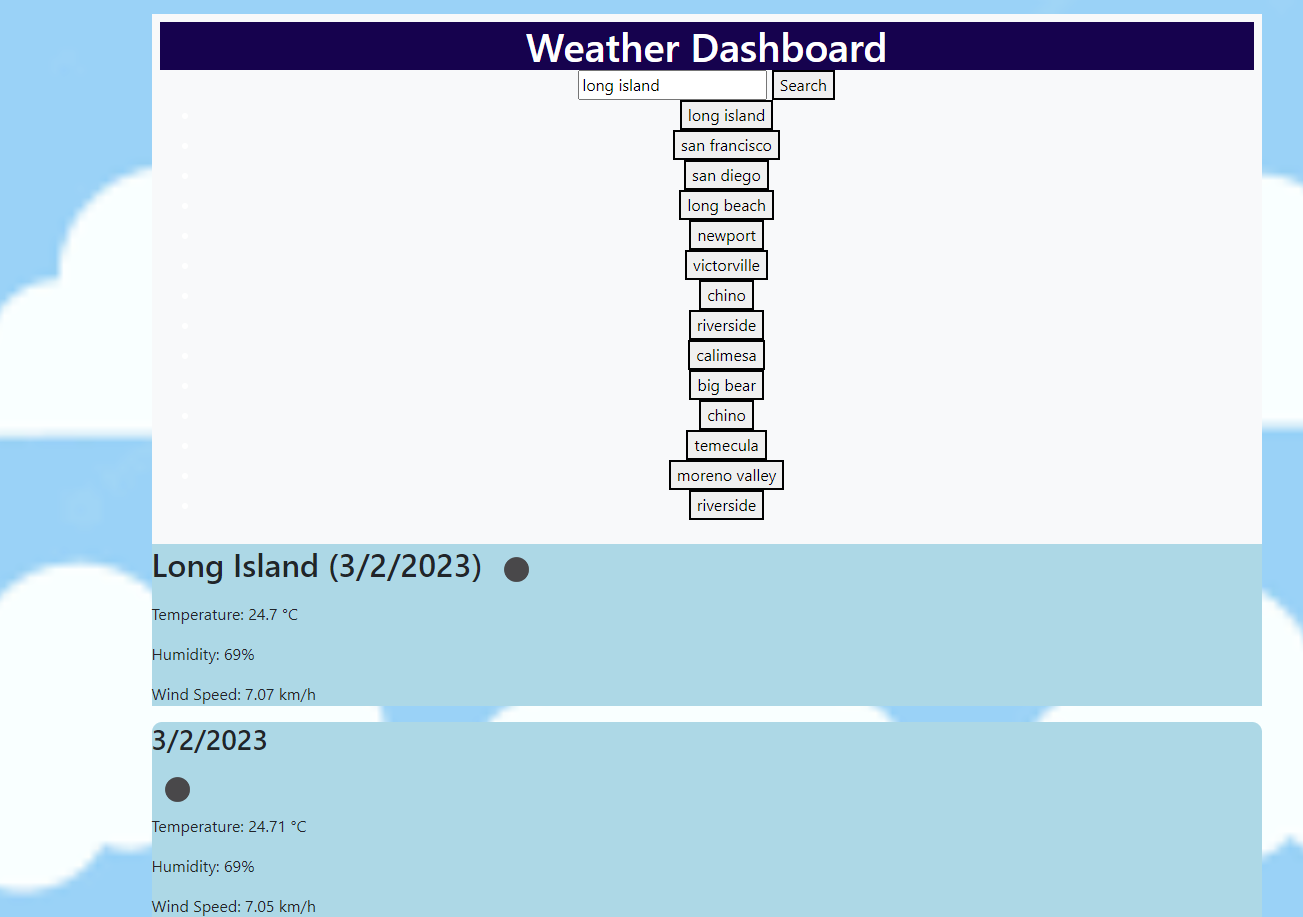 Weather Dashboard
long island Search
long island
san francisco
san diego
long beach
newport
victorville
chino
riverside
calimesa
big bear
chino
temecula
moreno valley
riverside
Long Island (3/2/2023)
Temperature: 24.7 °C
Humidity: 69%
Wind Speed: 7.07 km/h
3/2/2023
Temperature: 24.71 °C
Humidity: 69%
Wind Speed: 7.05 km/h